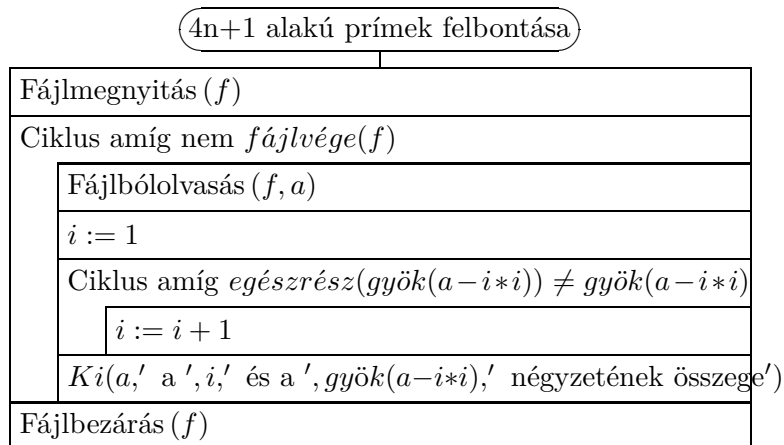 4n+1 alakú prímek felbontása
Fájlmegnyitás (f)
Ciklus amíg nem fájlvége(f)
Fájlbólolvasás (f, a)
i := 1
Ciklus amíg egészrész(gyök(a−i∗i)) ≠ gyök(a−i∗i)
i := i + 1
Ki(a,′ a ′, i,′ és a ′, gyök(a−i∗i),′ négyzetének összege′)
Fájlbezárás (f)